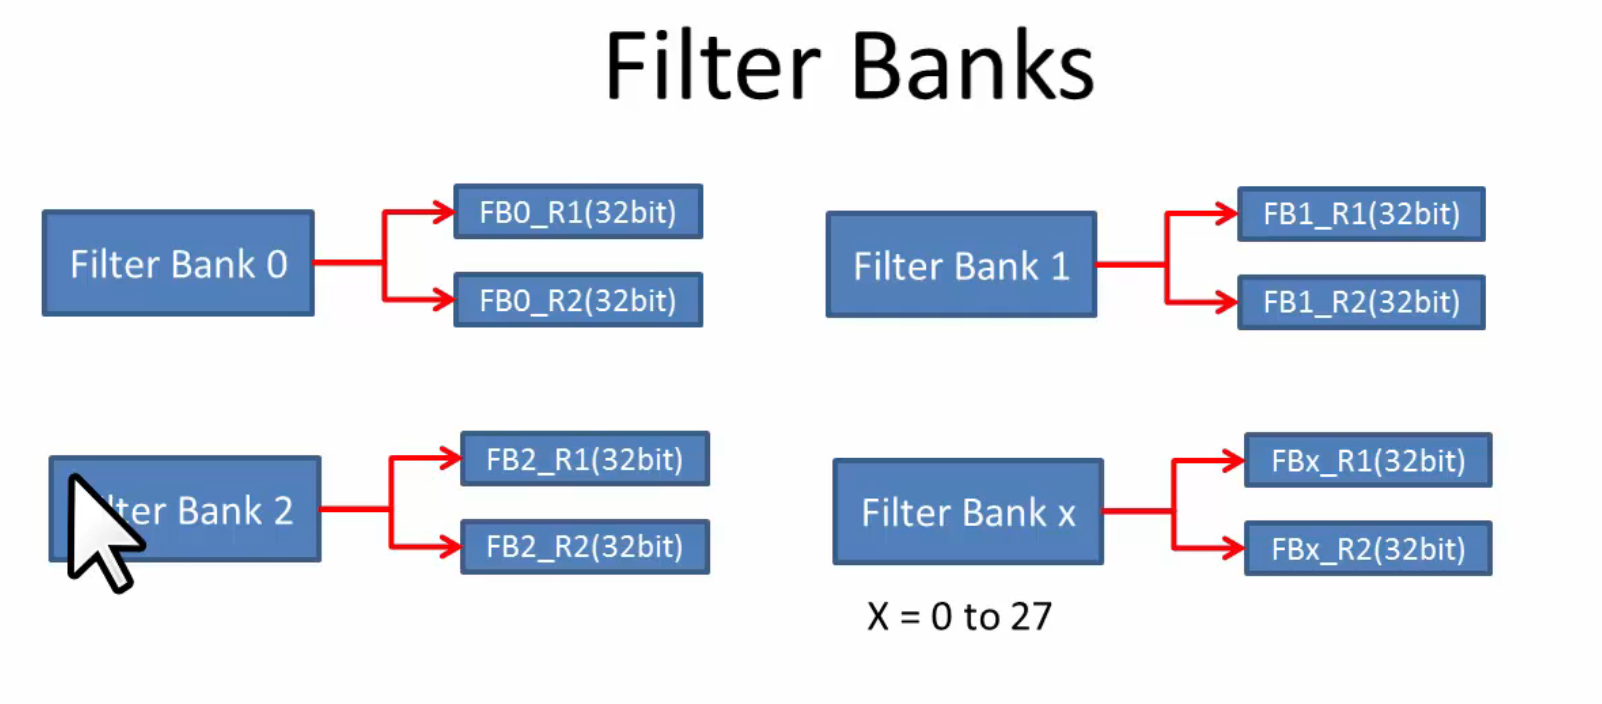 Filter Banks
Filter Bank 0
FB0_R1(32bit)
FB0_R2(32bit)
Filter Bank 1
FB1_R1(32bit)
FB1_R2(32bit)
lter Bank 2
FB2_R1(32bit)
FB2_R2(32bit)
Filter Bank x
FBx_R1(32bit)
FBx_R2(32bit)
X = 0 to 27